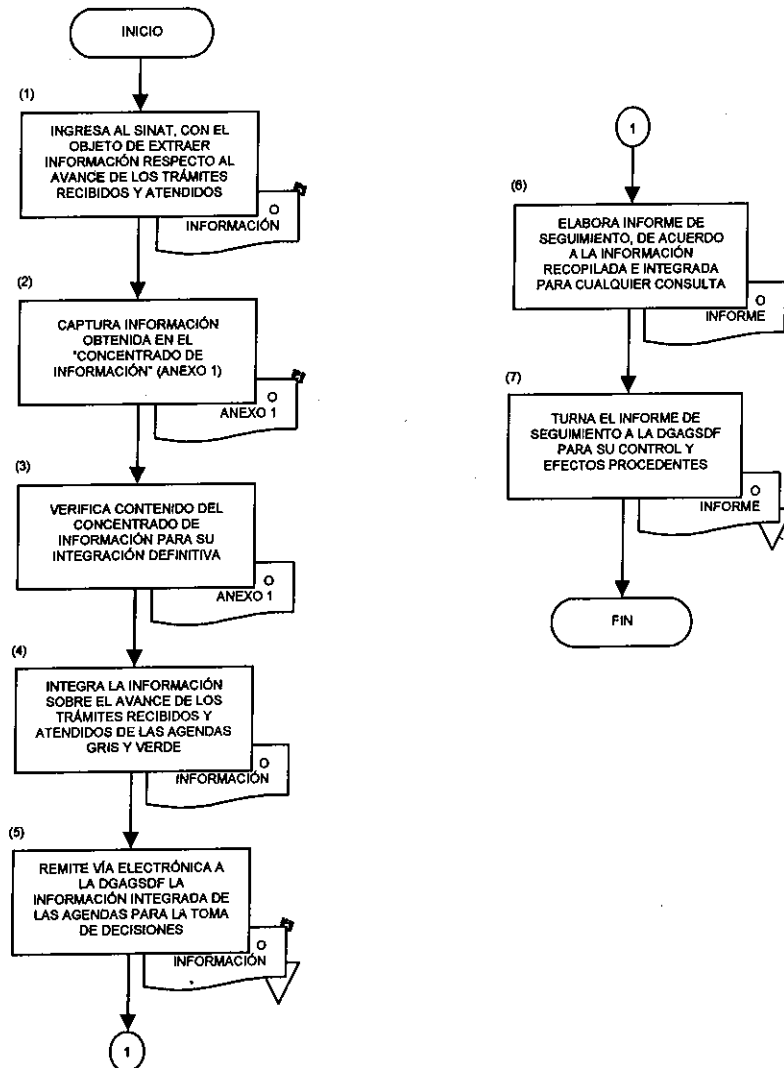 INICIO
(1)
INGRESA AL SINAT, CON EL
OBJETO DE EXTRAER
INFORMACIÓN RESPECTO AL
AVANCE DE LOS TRÁMITES
RECIBIDOS Y ATENDIDOS
O
INFORMACIÓN
(2)
CAPTURA INFORMACIÓN
OBTENIDA EN EL
"CONCENTRADO DE
INFORMACIÓN" (ANEXO 1)
O
ANEXO 1
(3)
VERIFICA CONTENIDO DEL
CONCENTRADO DE
INFORMACIÓN PARA SU
INTEGRACIÓN DEFINITIVA
O
ANEXO 1
(4)
INTEGRA LA INFORMACIÓN
SOBRE EL AVANCE DE LOS
TRÁMITES RECIBIDOS Y
ATENDIDOS DE LAS AGENDAS
GRIS Y VERDE
O
INFORMACIÓN
(5)
REMITE VÍA ELECTRÓNICA A
LA DGAGSDF LA
INFORMACIÓN INTEGRADA DE
LAS AGENDAS PARA LA TOMA
DE DECISIONES
O
INFORMACIÓN
1
1
(6)
ELABORA INFORME DE
SEGUIMIENTO, DE ACUERDO
A LA INFORMACIÓN
RECOPILADA E INTEGRADA
PARA CUALQUIER CONSULTA
O
INFORME
(7)
TURNA EL INFORME DE
SEGUIMIENTO A LA DGAGSDF
PARA SU CONTROL Y
EFECTOS PROCEDENTES
O
INFORME
FIN